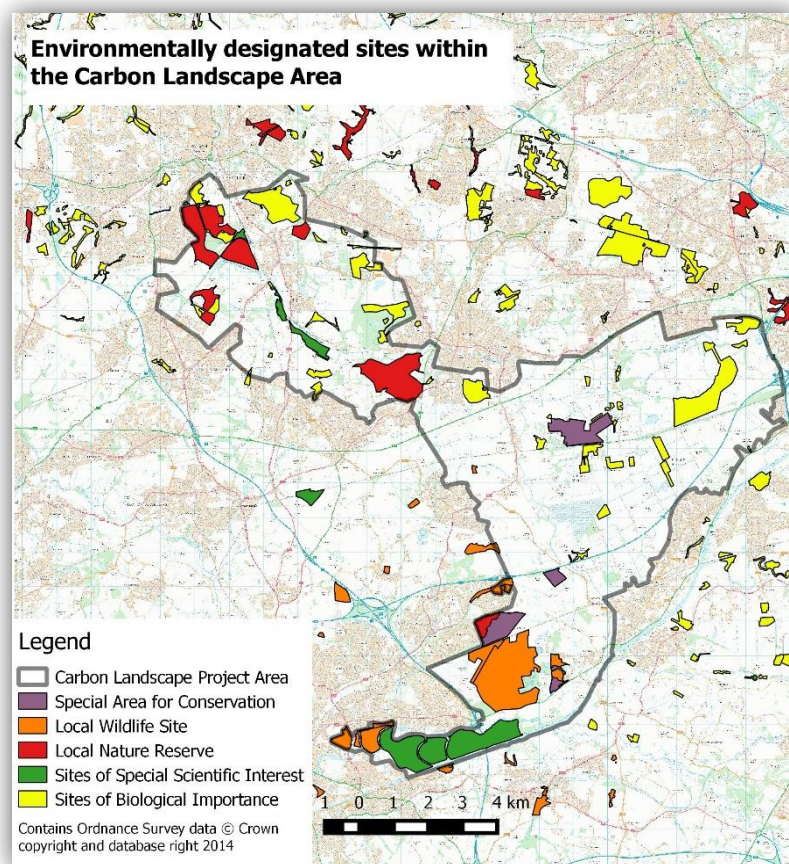 Environmentally designated sites within
the Carbon Landscape Area
Legend
Carbon Landscape Project Area
Special Area for Conservation
Local Wildlife Site
Local Nature Reserve
Sites of Special Scientific Interest
Sites of Biological Importance
1 0 1 2 3 4 km
Contains Ordnance Survey data © Crown
copyright and database right 2014